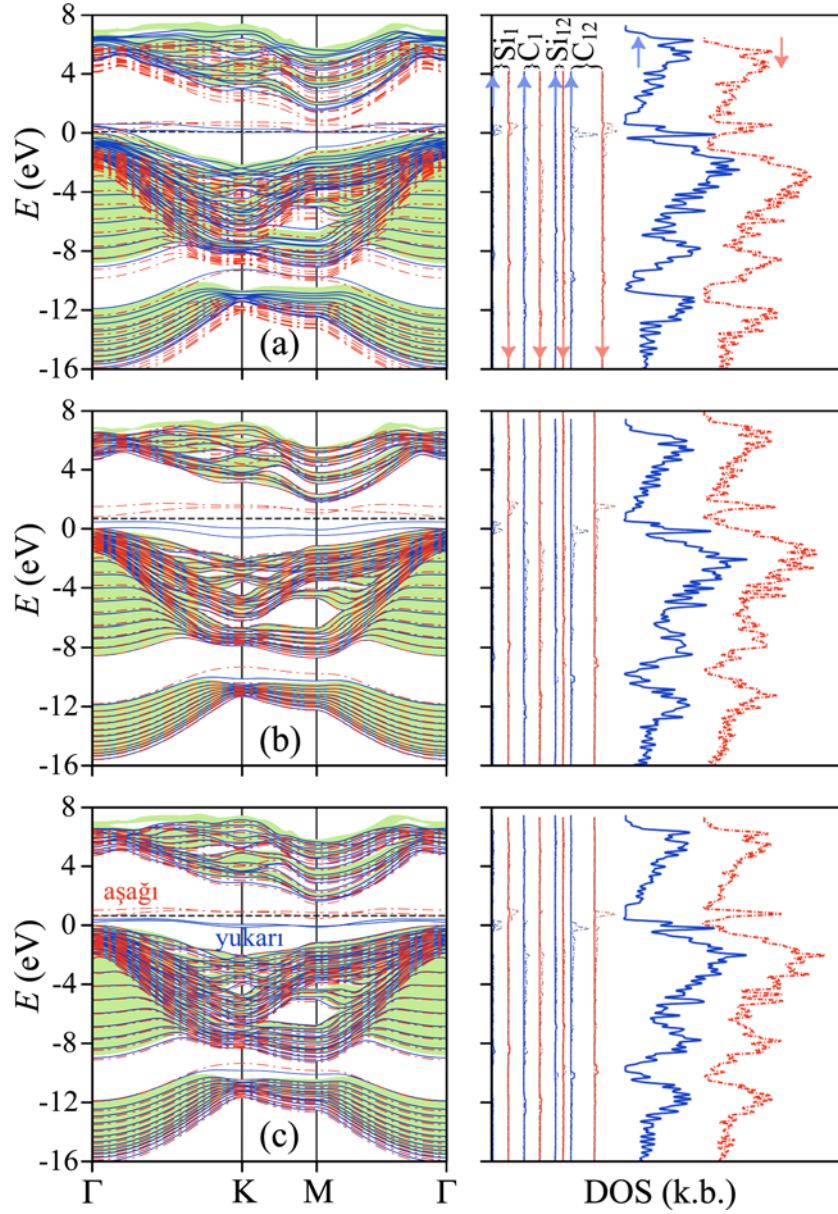 8
4
0
-4
-8
-12
-16
E (eV)
(a)
Γ
K
M
Γ
}Si₁
}C₁
}Si₁₂
}C₁₂
8
4
0
-4
-8
-12
-16
E (eV)
(b)
Γ
K
M
Γ
8
4
0
-4
-8
-12
-16
E (eV)
aşağı
yukarı
(c)
Γ
K
M
Γ
DOS (k.b.)